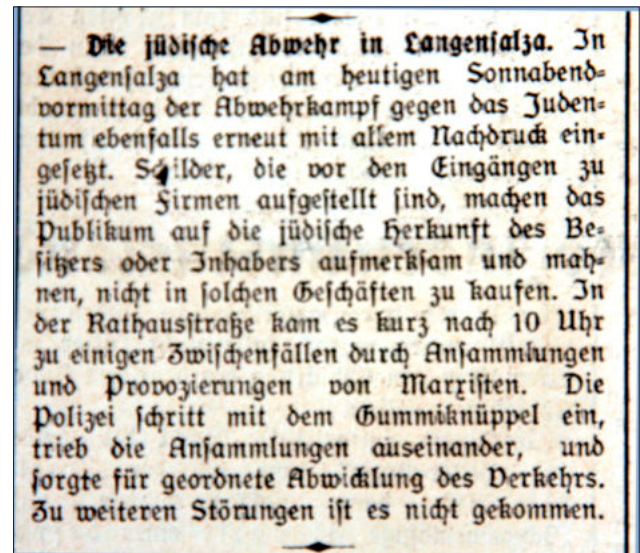 — Die jüdische Abwehr in Langensalza. In
Langensalza hat am heutigen Sonnabend-
vormittag der Abwehrkampf gegen das Juden-
tum ebenfalls erneut mit allem Nachdruck ein-
gesetzt. Schilder, die vor den Eingängen zu
jüdischen Firmen aufgestellt sind, machen das
Publikum auf die jüdische Herkunft des Be-
sitzers oder Inhabers aufmerksam und mah-
nen, nicht in solchen Geschäften zu kaufen. In
der Rathausstraße kam es kurz nach 10 Uhr
zu einigen Zwischenfällen durch Ansammlungen
und Provozierungen von Marxisten. Die
Polizei schritt mit dem Gummiknüppel ein,
trieb die Ansammlungen auseinander, und
sorgte für geordnete Abwicklung des Verkehrs.
Zu weiteren Störungen ist es nicht gekommen.